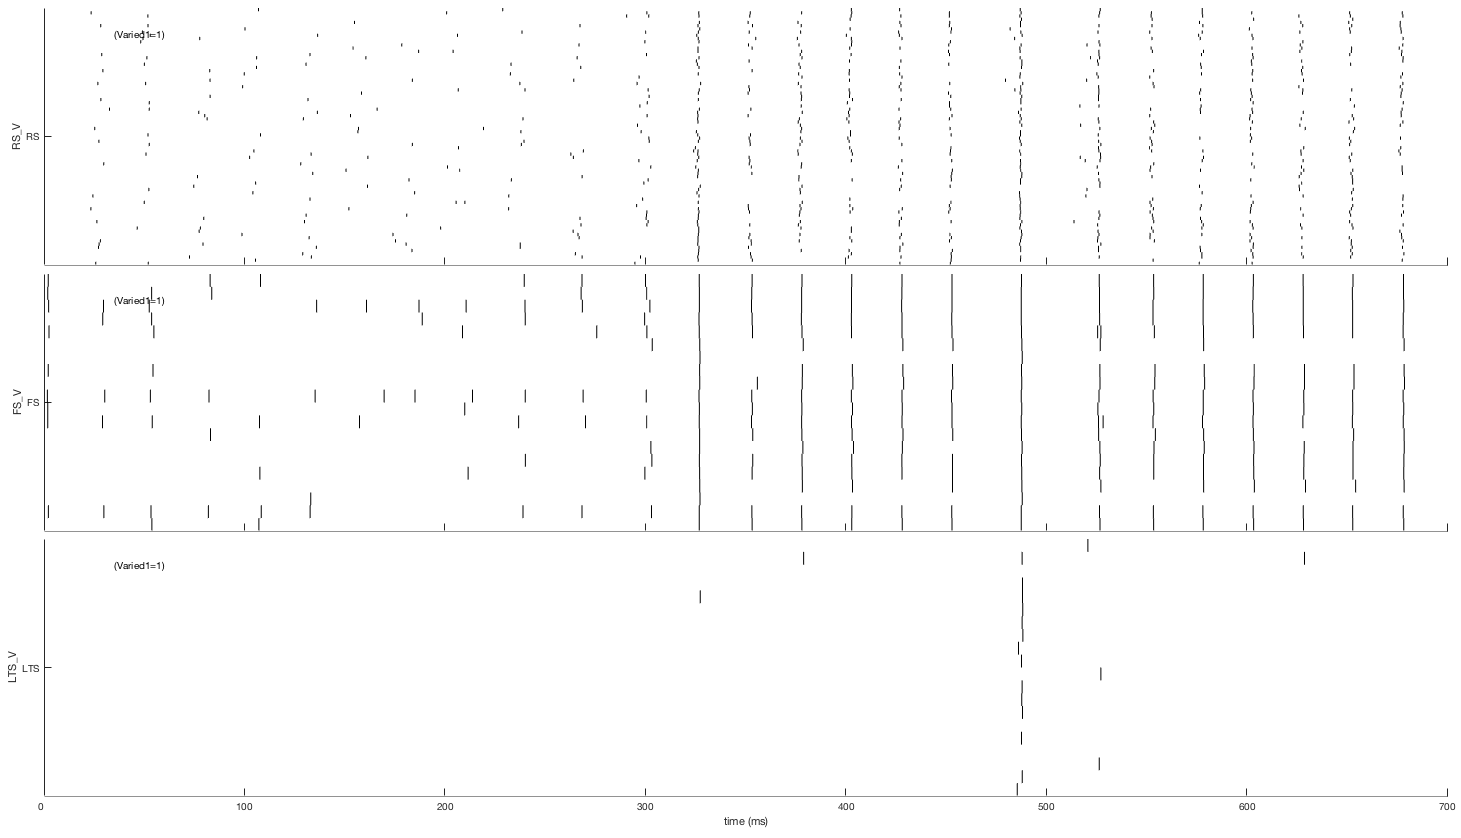 RS_V
(Varied1=1)
RS
FS_V
(Varied1=1)
FS
LTS_V
(Varied1=1)
LTS
0 100 200 300 400 500 600 700
time (ms)